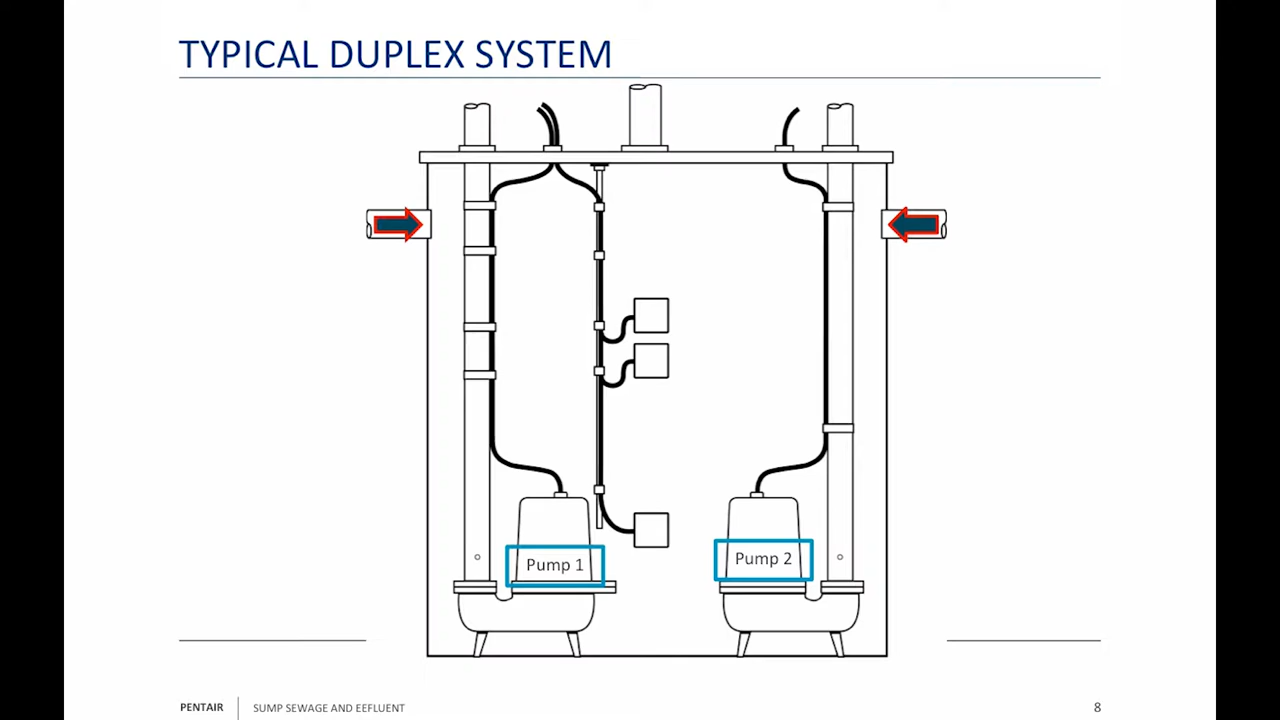 TYPICAL DUPLEX SYSTEM
Pump 1
Pump 2
PENTAIR
SUMP SEWAGE AND EEFLUENT
8